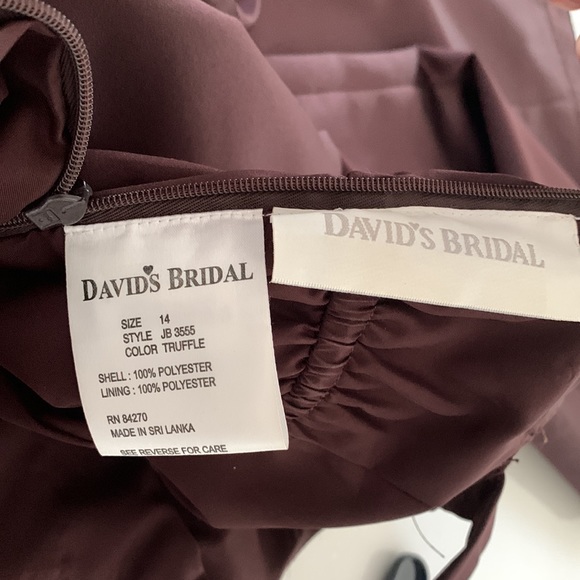 DAVID'S BRIDAL
SIZE 14
STYLE JB 3555
COLOR TRUFFLE
SHELL : 100% POLYESTER
LINING : 100% POLYESTER
RN 84270
MADE IN SRI LANKA
SEE REVERSE FOR CARE
DAVID'S BRIDAL